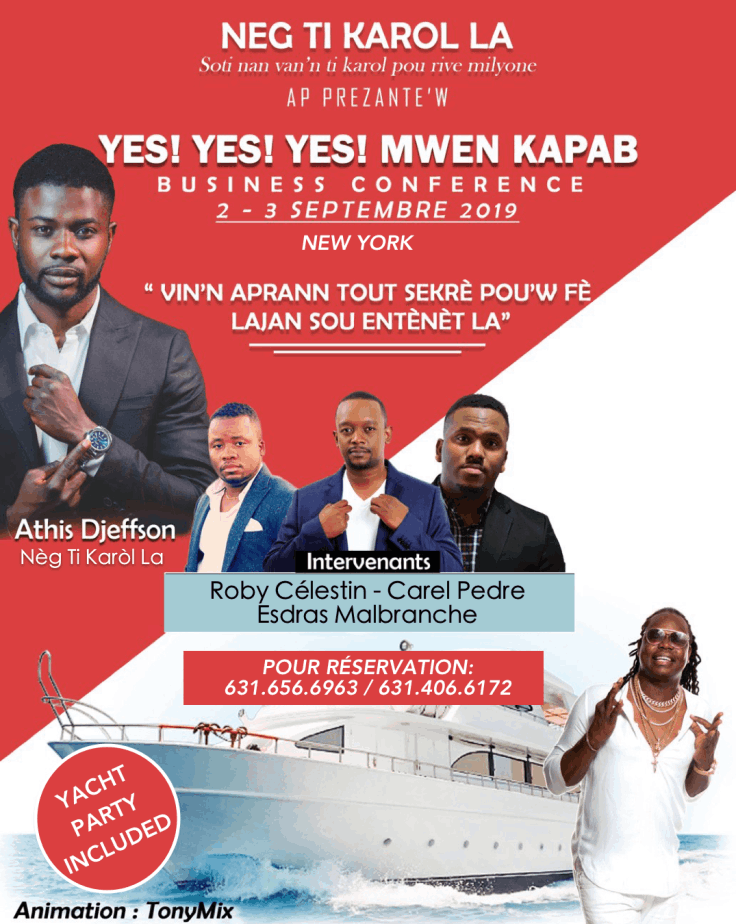 NEG TI KAROL LA
Soti nan van'n ti karol pou rive milyone
AP PREZANTE'W
YES! YES! YES! MWEN KAPAB
BUSINESS CONFERENCE
2 - 3 SEPTEMBRE 2019
NEW YORK
“ VIN'N APRANN TOUT SEKRÈ POU'W FÈ
LAJAN SOU ENTÈNÈT LA”
Athis Djeffson
Nèg Ti Karòl La
Intervenants
Roby Célestin - Carel Pedre
Esdras Malbranche
POUR RÉSERVATION:
631.656.6963 / 631.406.6172
YACHT
PARTY
INCLUDED
Animation : TonyMix